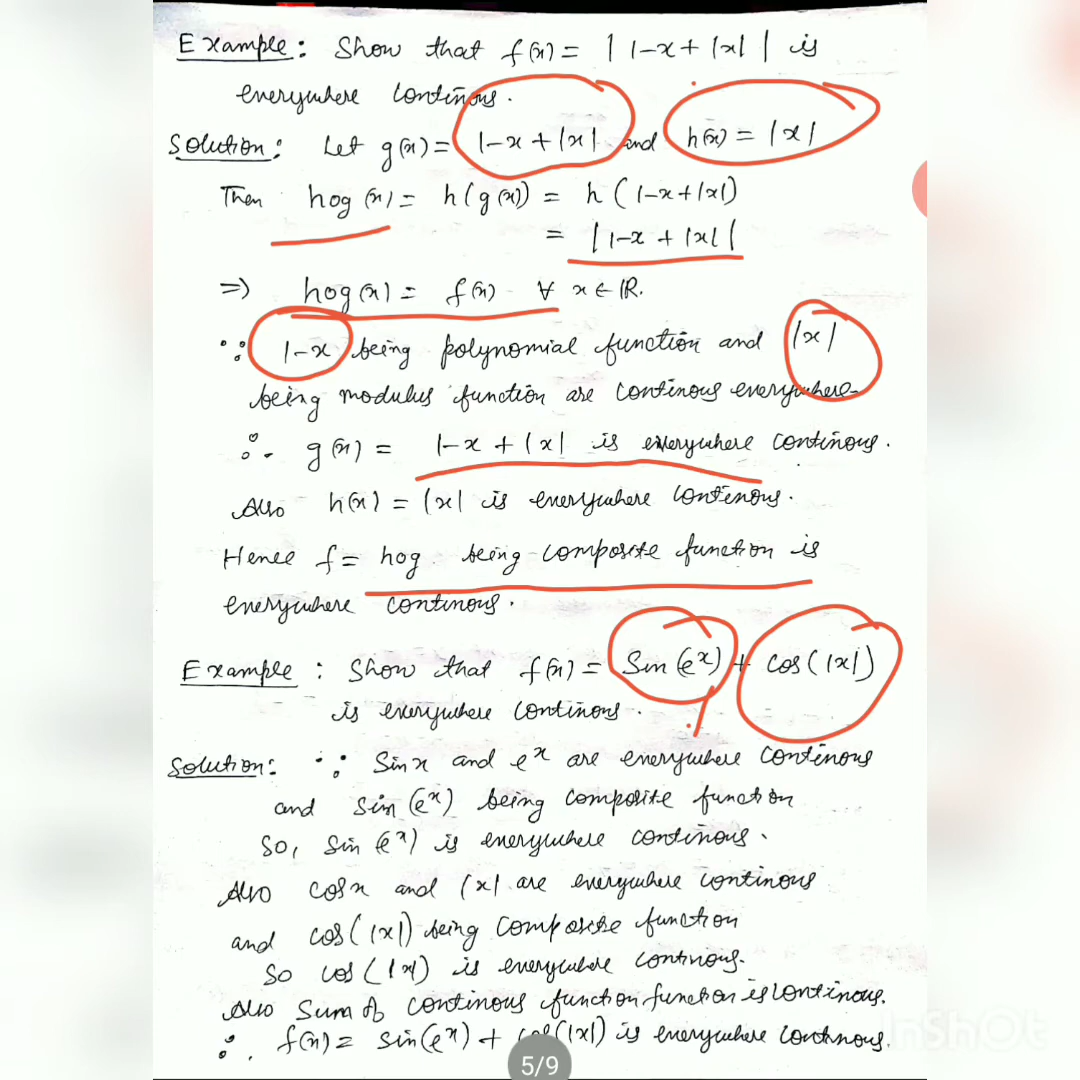 Example: Show that f(x) = | 1-x + |x| | is
everywhere continous.
Solution: Let g(x) = 1-x + |x| and h(x) = |x|
Then hog(x) = h(g(x)) = h(1-x+|x|)
= |1-x + |x||
=> hog(x) = f(x) ∀ x ∈ IR.
∵ 1-x being polynomial function and |x|
being modulus function are continous everywhere
∴ g(x) = 1-x + |x| is everywhere continous.
Also h(x) = |x| is everywhere continous.
Hence f = hog being composite function is
everywhere continous.
Example : Show that f(x) = Sin(e^x) + cos(|x|)
is everywhere continous.
Solution: ∵ Sinx and e^x are everywhere continous
and sin(e^x) being composite function
So, sin(e^x) is everywhere continous.
Also cosx and |x| are everywhere continous
and cos(|x|) being composite function
So cos(|x|) is everywhere continous.
Also Sum of continous function function is continous.
∴ f(x) = sin(e^x) + cos(|x|) is everywhere continous.
5/9
InShOt